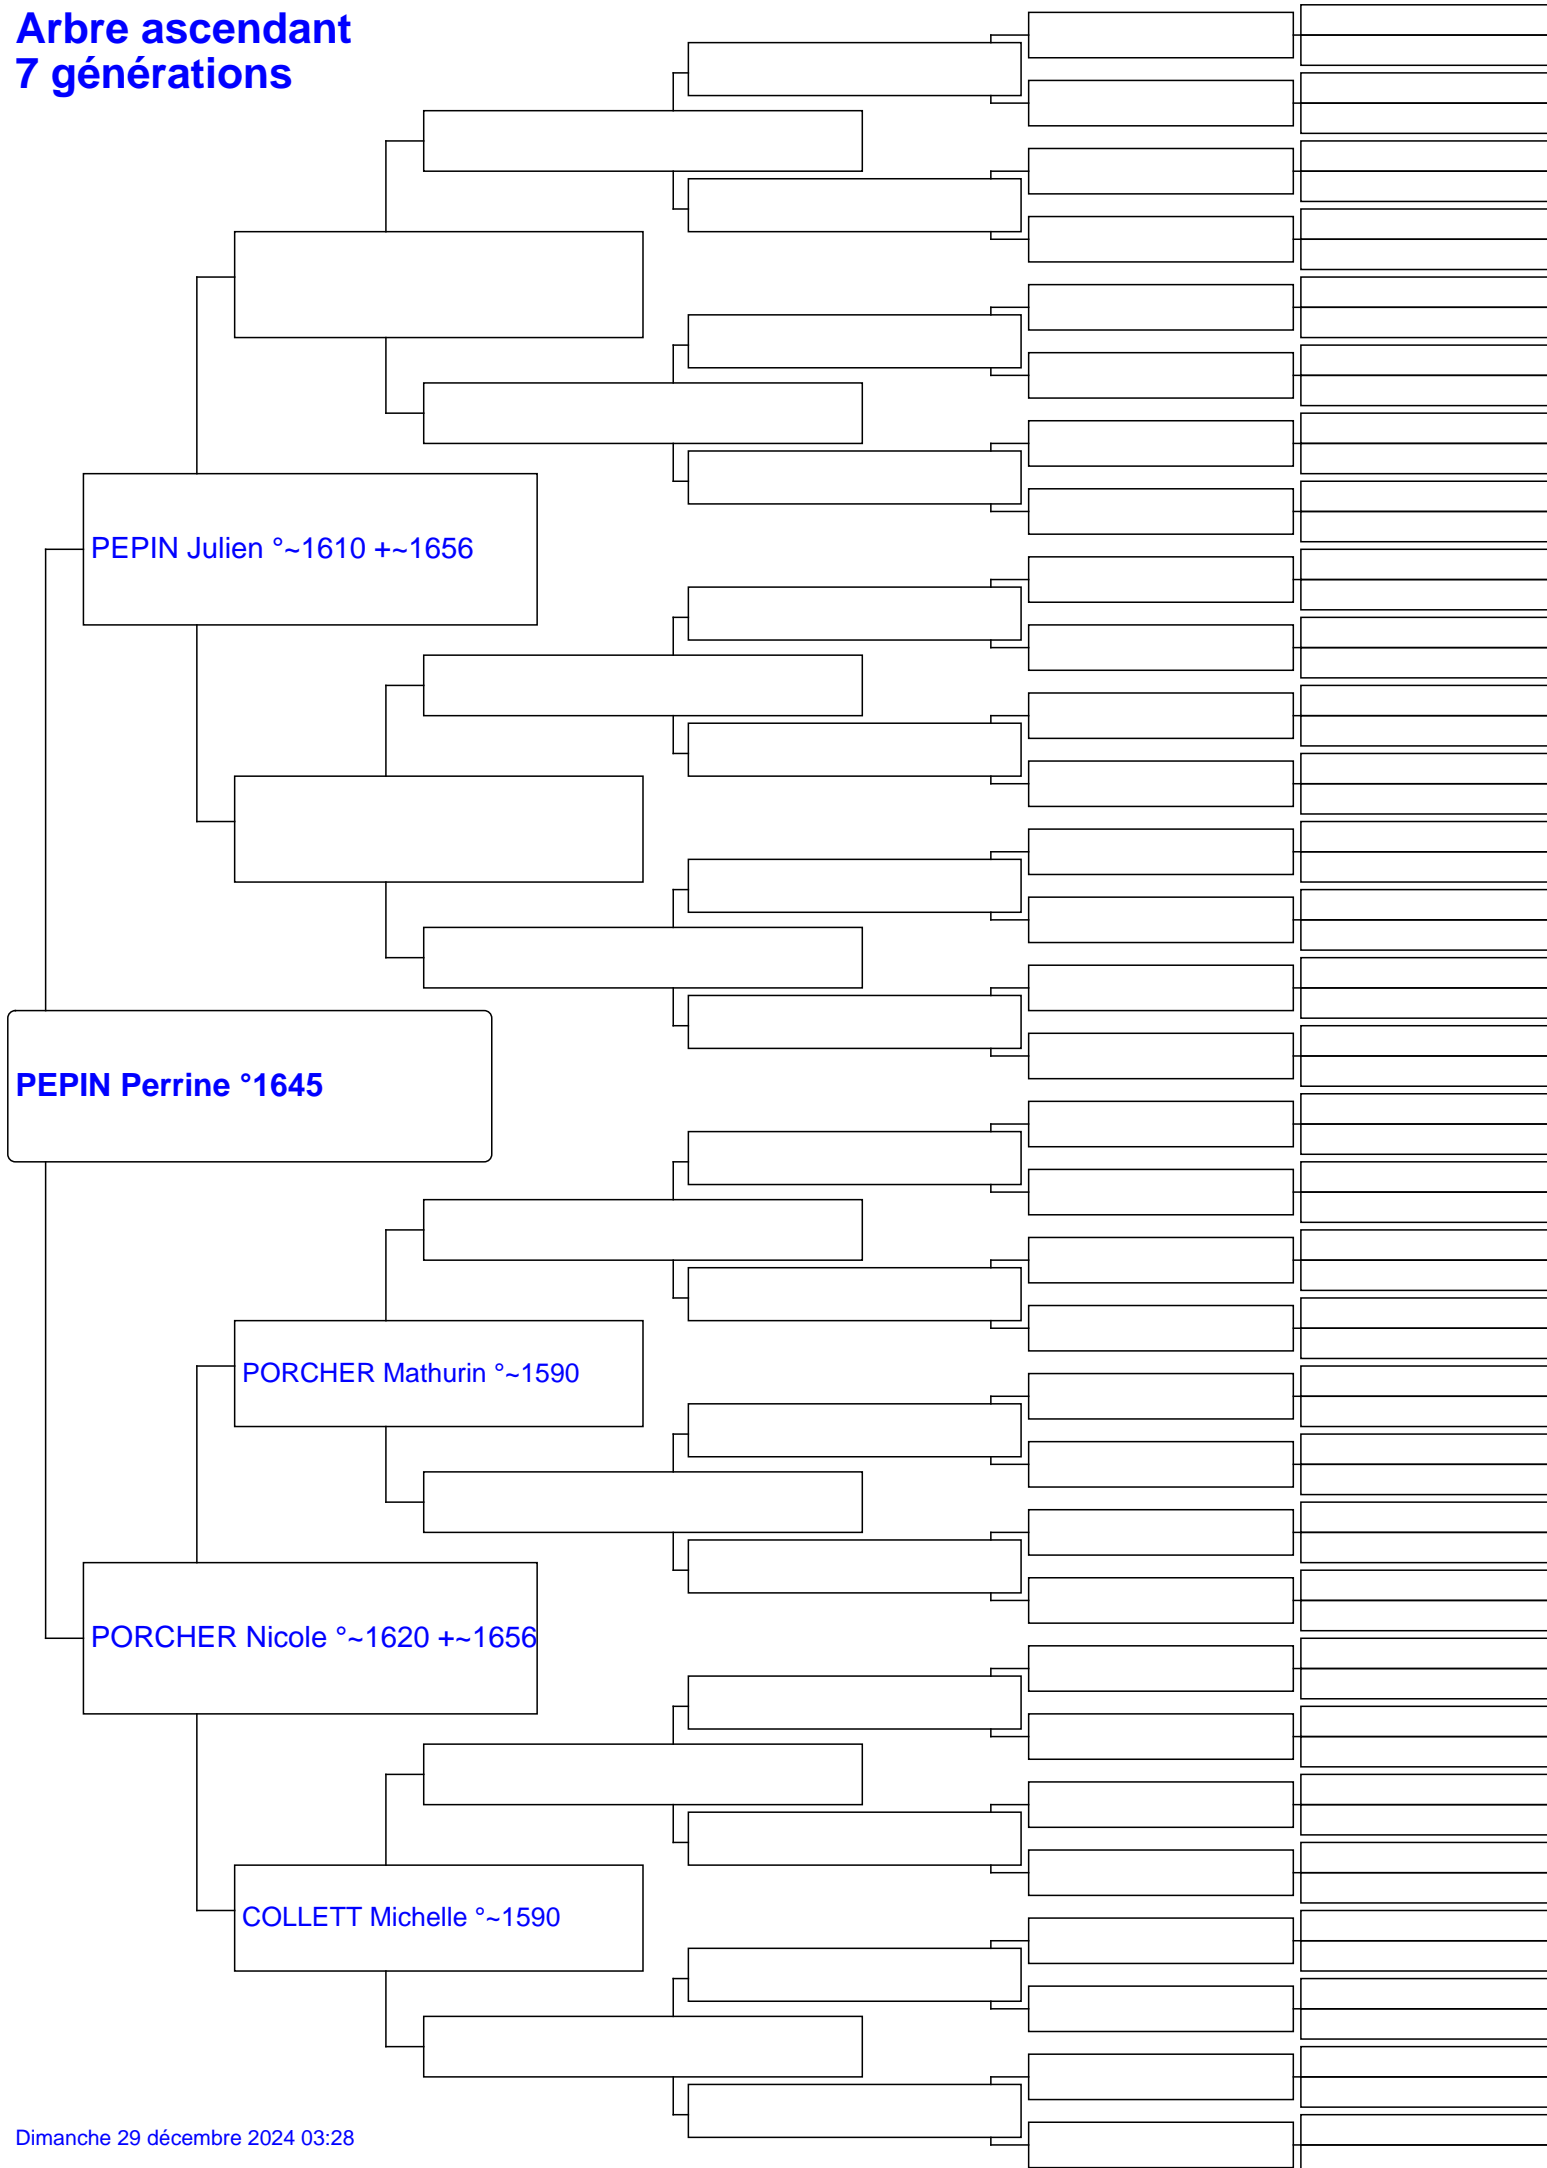 Arbre ascendant
7 générations
PEPIN Julien °~1610 +~1656
PEPIN Perrine °1645
PORCHER Mathurin °~1590
PORCHER Nicole °~1620 +~1656
COLLETT Michelle °~1590
Dimanche 29 décembre 2024 03:28